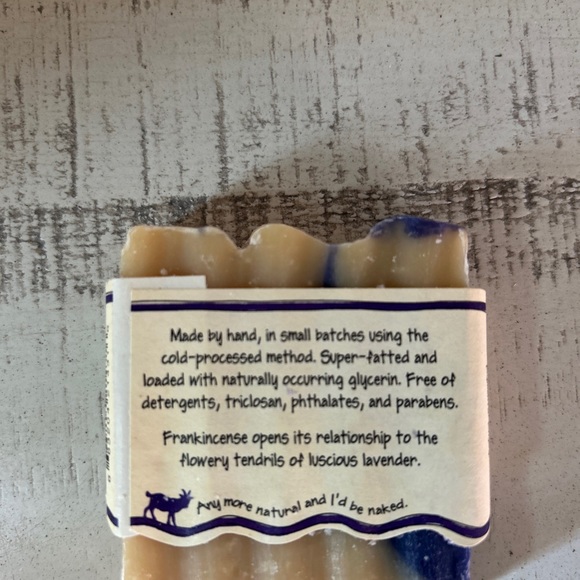 Made by hand, in small batches using the
cold-processed method. Super-fatted and
loaded with naturally occurring glycerin. Free of
detergents, triclosan, phthalates, and parabens.
Frankincense opens its relationship to the
flowery tendrils of luscious lavender.
Any more natural and I'd be naked.